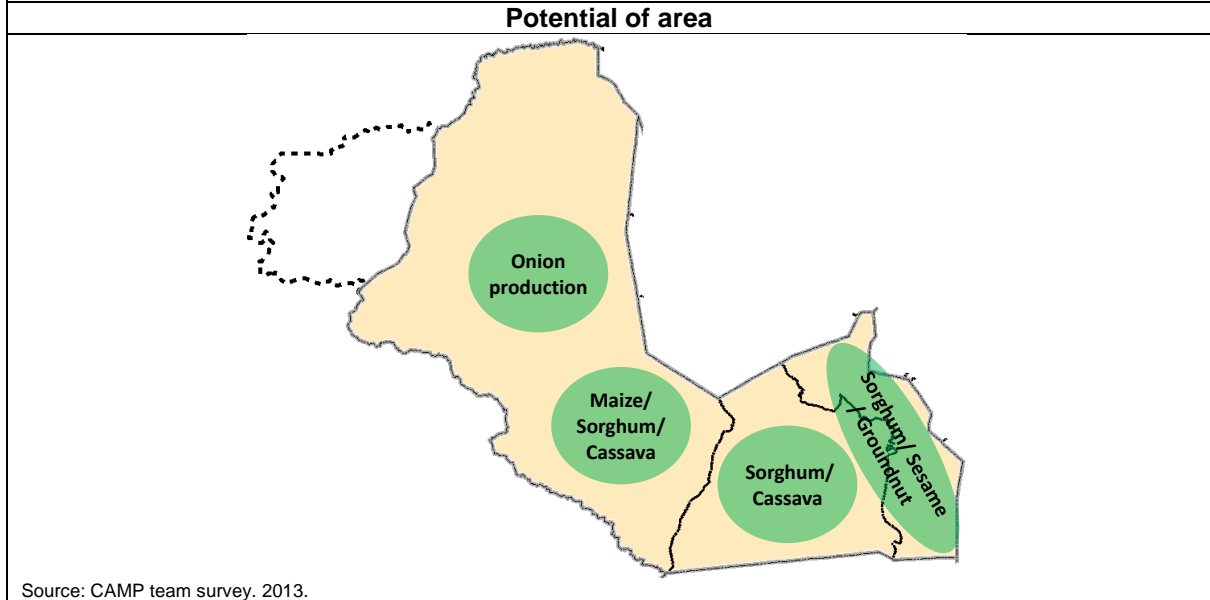 Potential of area
Onion
production
Maize/
Sorghum/
Cassava
Sorghum/
Cassava
Sorghum/ Sesame
/ Groundnut
Source: CAMP team survey. 2013.